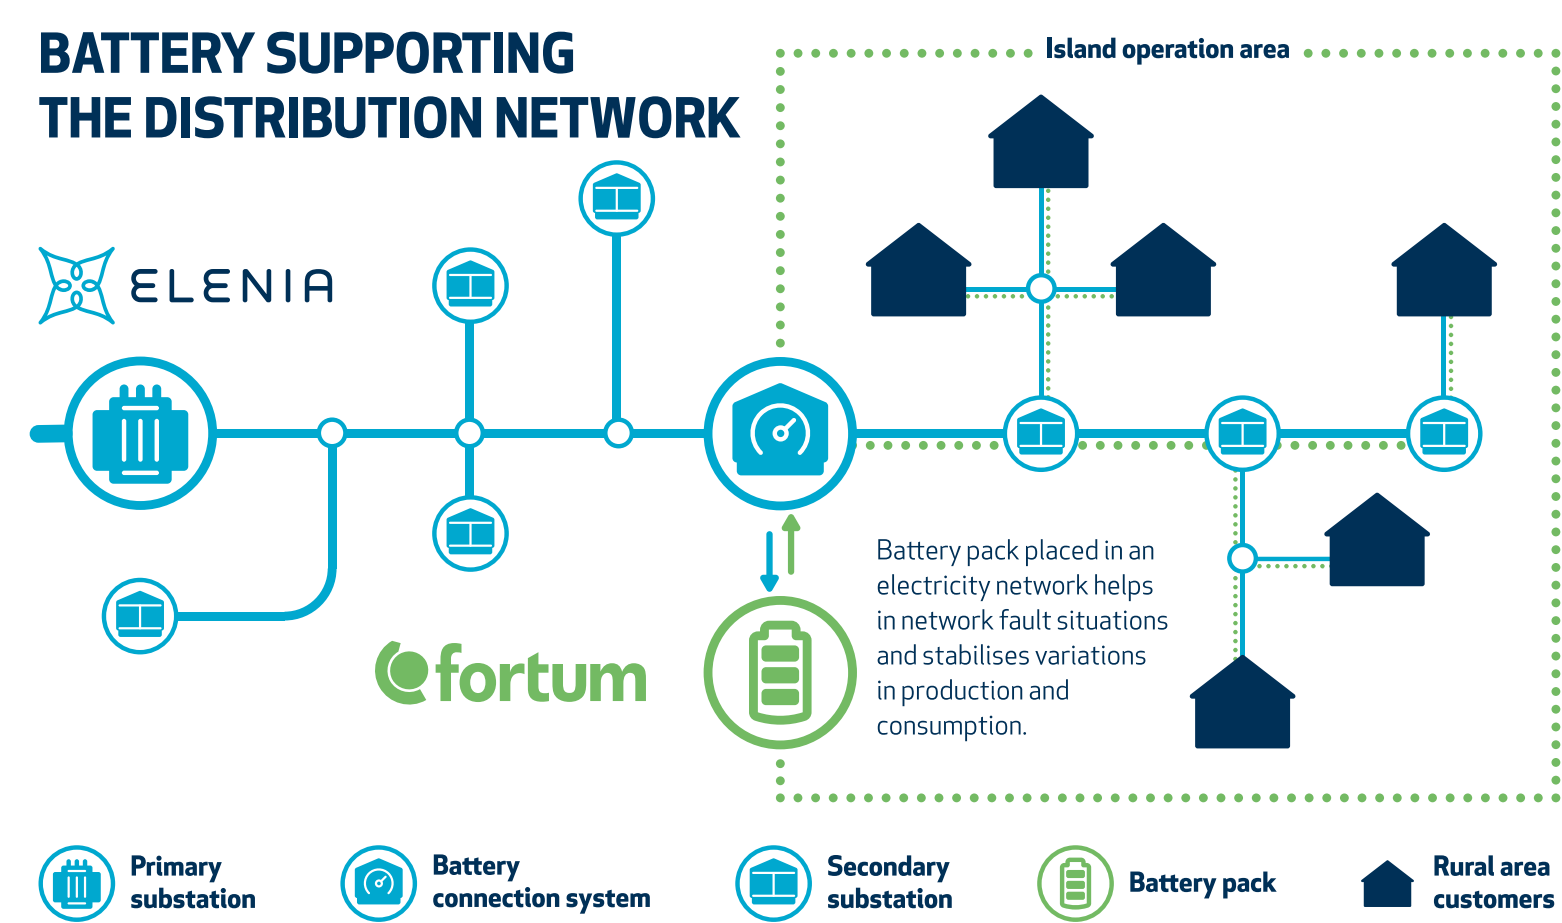 BATTERY SUPPORTING
THE DISTRIBUTION NETWORK
Island operation area
ELENIA
Battery pack placed in an
electricity network helps
in network fault situations
and stabilises variations
in production and
consumption.
fortum
Primary
substation
Battery
connection system
Secondary
substation
Battery pack
Rural area
customers